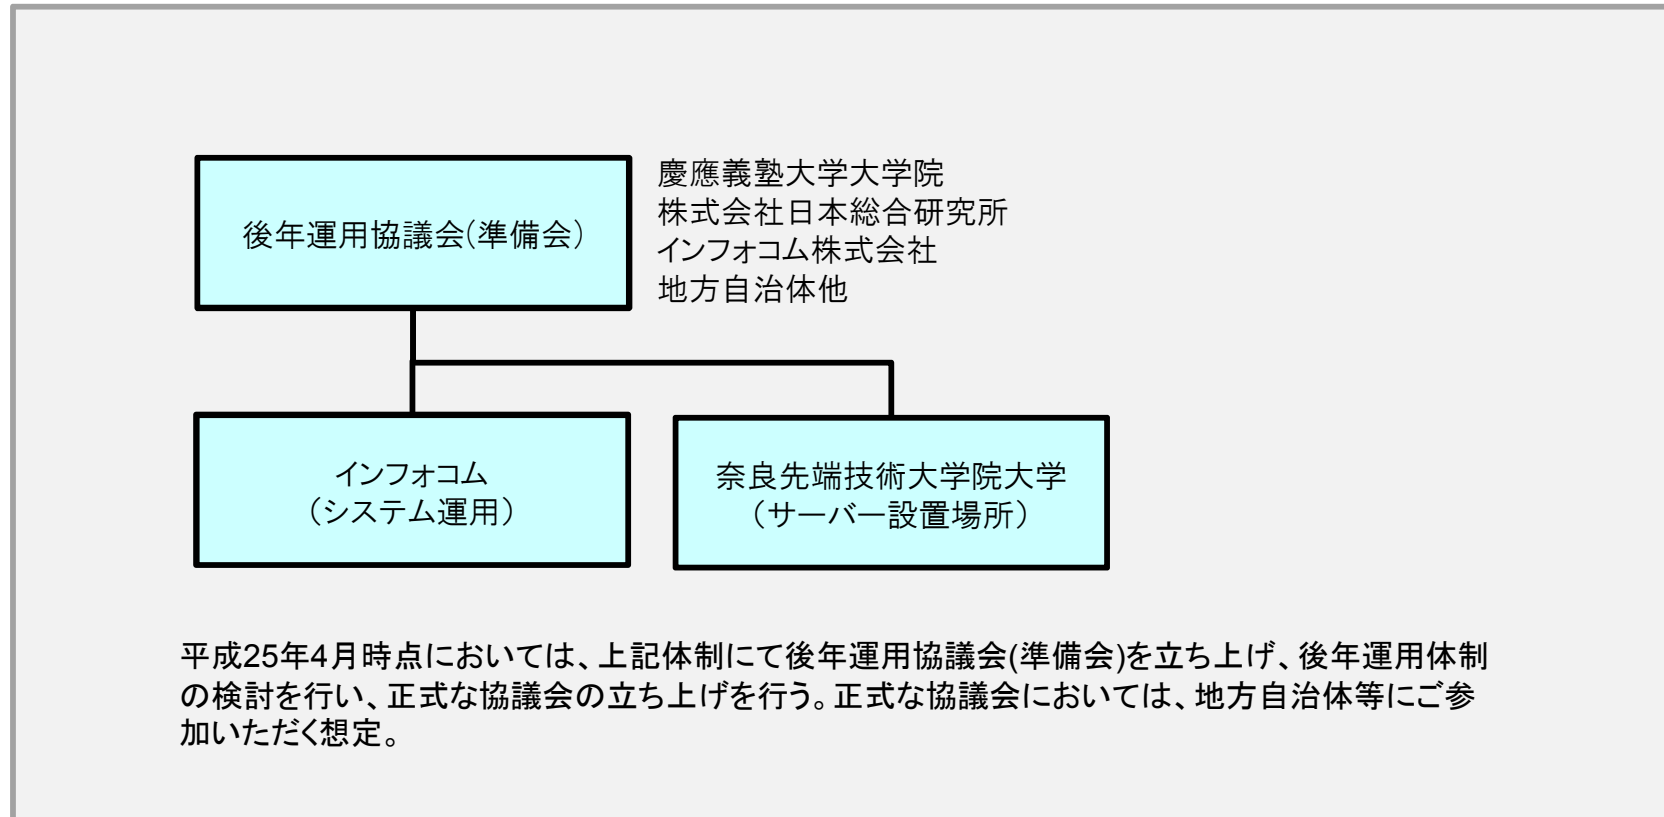 後年運用協議会(準備会)
慶應義塾大学大学院
株式会社日本総合研究所
インフォコム株式会社
地方自治体他
インフォコム
（システム運用）
奈良先端技術大学院大学
（サーバー設置場所）
平成25年4月時点においては、上記体制にて後年運用協議会(準備会)を立ち上げ、後年運用体制
の検討を行い、正式な協議会の立ち上げを行う。正式な協議会においては、地方自治体等にご参
加いただく想定。